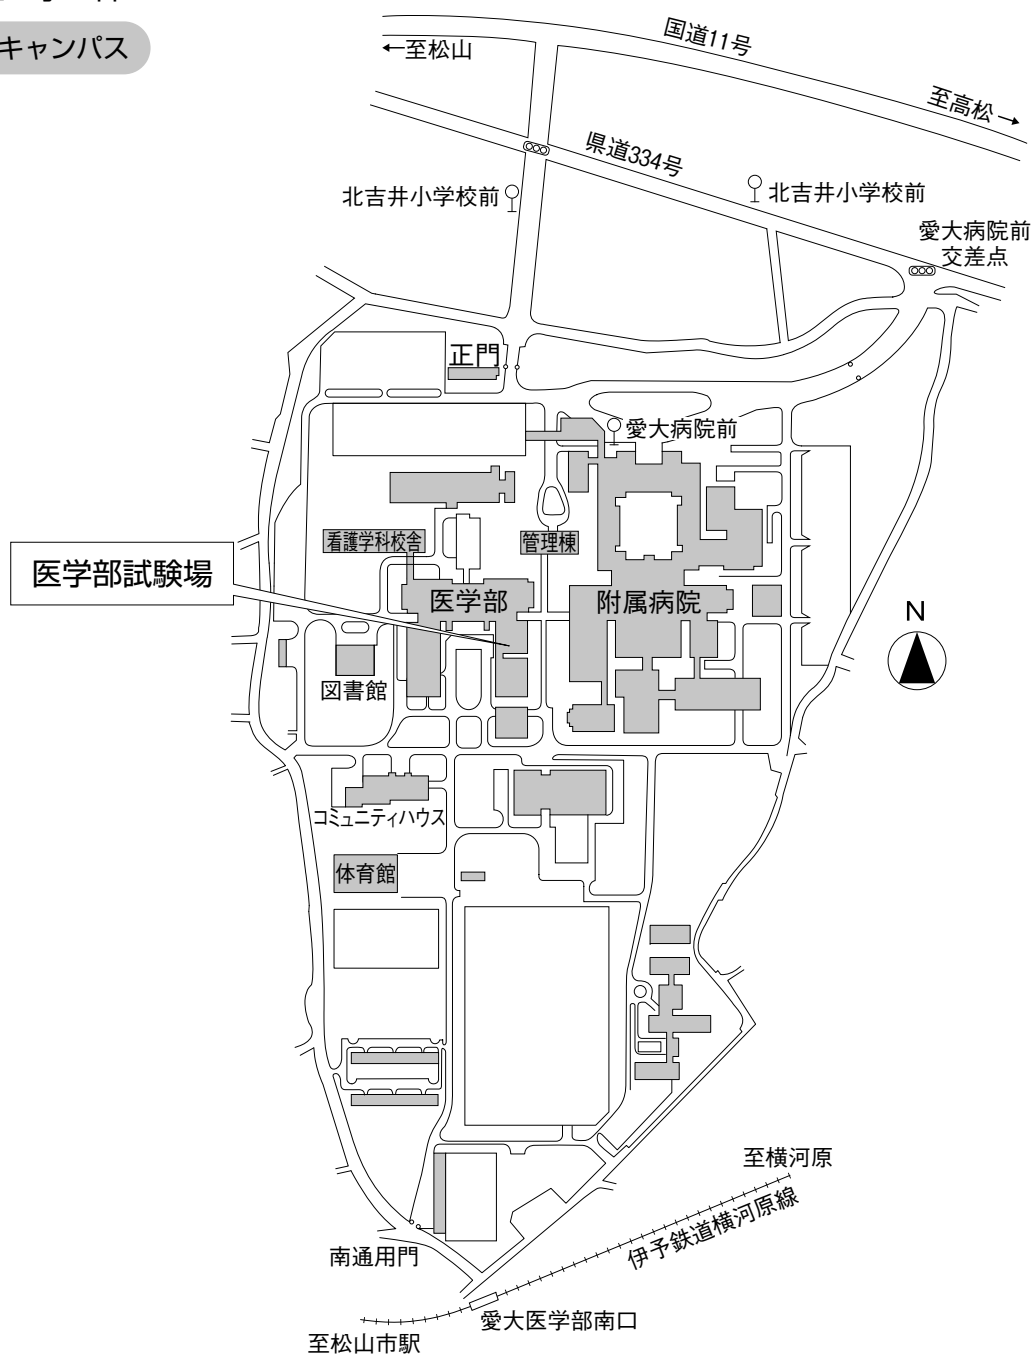 キャンパス
国道11号
←至松山
至高松→
県道334号
北吉井小学校前
北吉井小学校前
愛大病院前
交差点
正門
愛大病院前
看護学科校舎
管理棟
医学部試験場
医学部
附属病院
N
図書館
コミュニティハウス
体育館
至横河原
伊予鉄道横河原線
南通用門
愛大医学部南口
至松山市駅